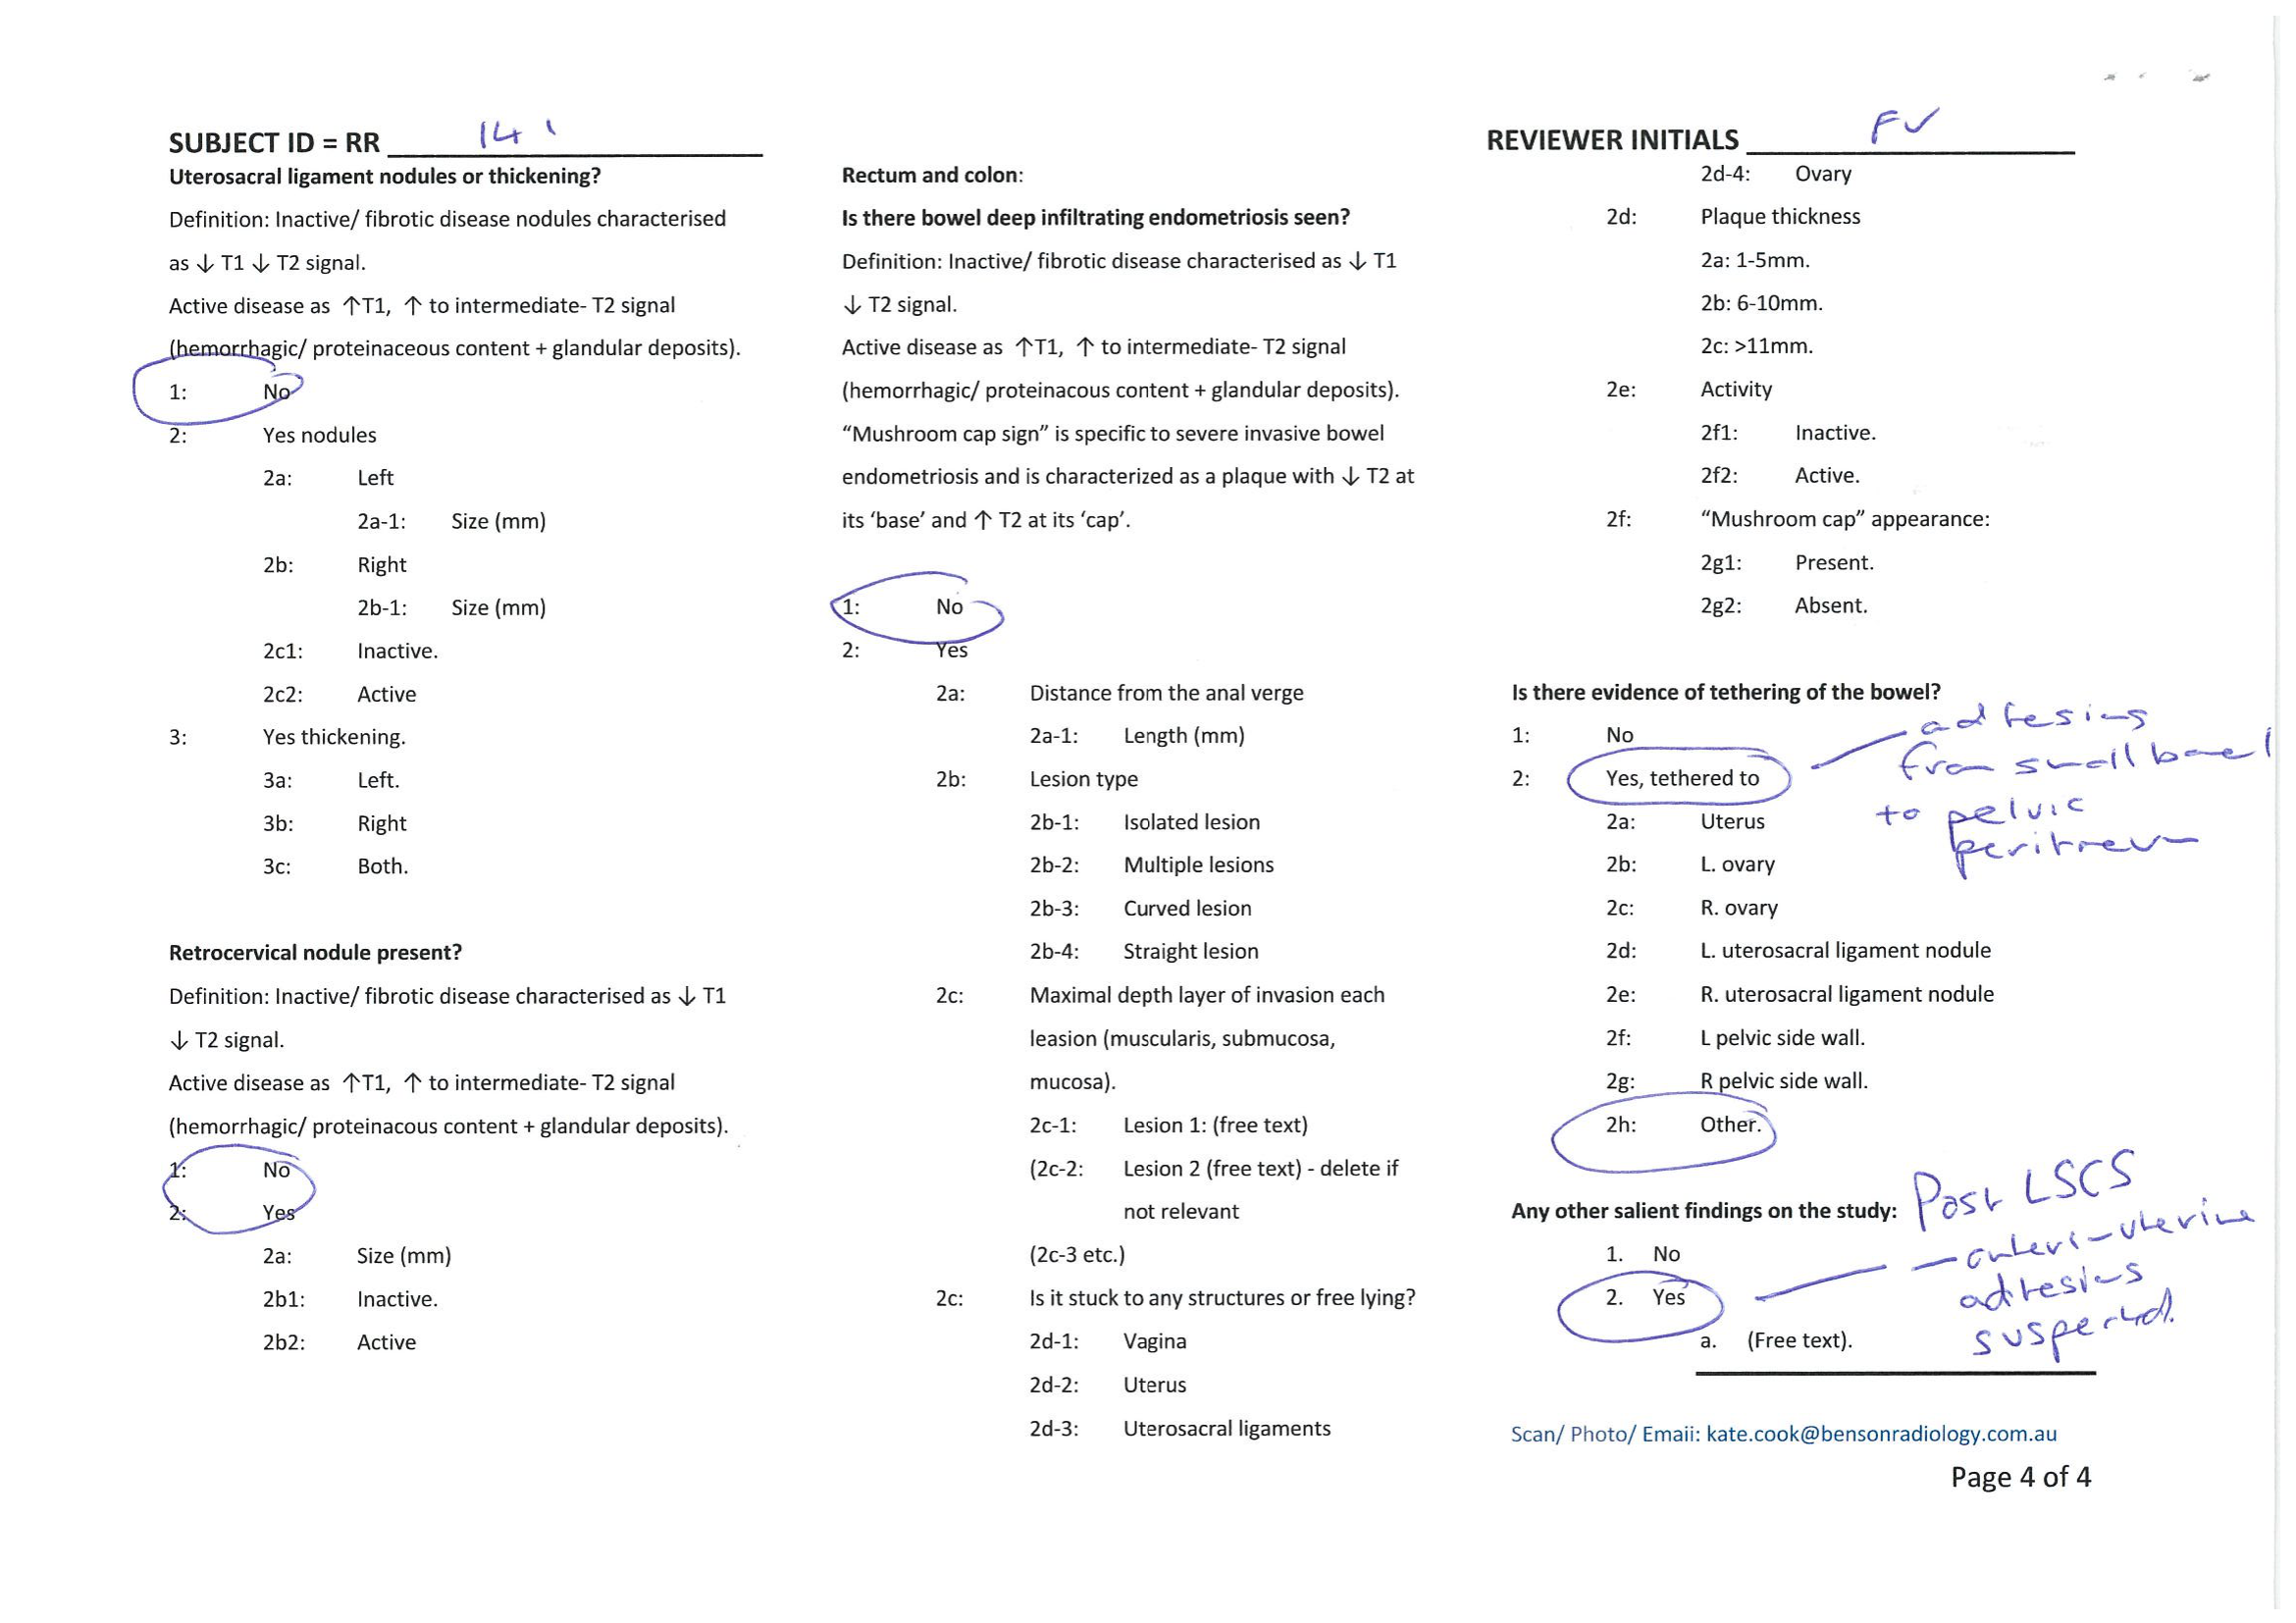 SUBJECT ID = RR 141
Uterosacral ligament nodules or thickening?
Definition: Inactive/ fibrotic disease nodules characterised
as ↓ T1 ↓ T2 signal.
Active disease as ↑T1, ↑ to intermediate- T2 signal
(hemorrhagic/ proteinaceous content + glandular deposits).
1: No
2: Yes nodules
2a: Left
2a-1: Size (mm)
2b: Right
2b-1: Size (mm)
2c1: Inactive.
2c2: Active
3: Yes thickening.
3a: Left.
3b: Right
3c: Both.
Retrocervical nodule present?
Definition: Inactive/ fibrotic disease characterised as ↓ T1
↓ T2 signal.
Active disease as ↑T1, ↑ to intermediate- T2 signal
(hemorrhagic/ proteinacous content + glandular deposits).
1: No
2: Yes
2a: Size (mm)
2b1: Inactive.
2b2: Active
Rectum and colon:
Is there bowel deep infiltrating endometriosis seen?
Definition: Inactive/ fibrotic disease characterised as ↓ T1
↓ T2 signal.
Active disease as ↑T1, ↑ to intermediate- T2 signal
(hemorrhagic/ proteinacous content + glandular deposits).
“Mushroom cap sign” is specific to severe invasive bowel
endometriosis and is characterized as a plaque with ↓ T2 at
its ‘base’ and ↑ T2 at its ‘cap’.
1: No
2: Yes
2a: Distance from the anal verge
2a-1: Length (mm)
2b: Lesion type
2b-1: Isolated lesion
2b-2: Multiple lesions
2b-3: Curved lesion
2b-4: Straight lesion
2c: Maximal depth layer of invasion each
leasion (muscularis, submucosa,
mucosa).
2c-1: Lesion 1: (free text)
(2c-2: Lesion 2 (free text) - delete if
not relevant
(2c-3 etc.)
2c: Is it stuck to any structures or free lying?
2d-1: Vagina
2d-2: Uterus
2d-3: Uterosacral ligaments
REVIEWER INITIALS FV
2d-4: Ovary
2d: Plaque thickness
2a: 1-5mm.
2b: 6-10mm.
2c: >11mm.
2e: Activity
2f1: Inactive.
2f2: Active.
2f: “Mushroom cap” appearance:
2g1: Present.
2g2: Absent.
Is there evidence of tethering of the bowel?
1: No
2: Yes, tethered to
adhesions
from small bowel
to pelvic
peritoneum
2a: Uterus
2b: L. ovary
2c: R. ovary
2d: L. uterosacral ligament nodule
2e: R. uterosacral ligament nodule
2f: L pelvic side wall.
2g: R pelvic side wall.
2h: Other.
Any other salient findings on the study:
1. No
2. Yes
Post LSCS
– anteri-uterine
adhesions
suspected.
a. (Free text).
Scan/ Photo/ Email: kate.cook@bensonradiology.com.au
Page 4 of 4